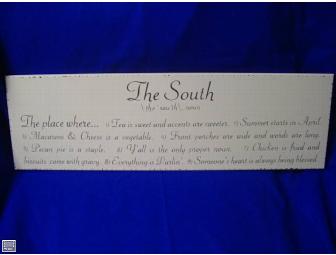 The South
\ the ' south \ , noun
The place where... 1) Tea is sweet and accents are sweeter. 2) Summer starts in April.
3) Macaroni & Cheese is a vegetable. 4) Front porches are wide and words are long.
5) Pecan pie is a staple. 6) Y'all is the only proper noun. 7) Chicken is fried and
biscuits come with gravy. 8) Everything is Darlin'. 9) Someone's heart is always being blessed.